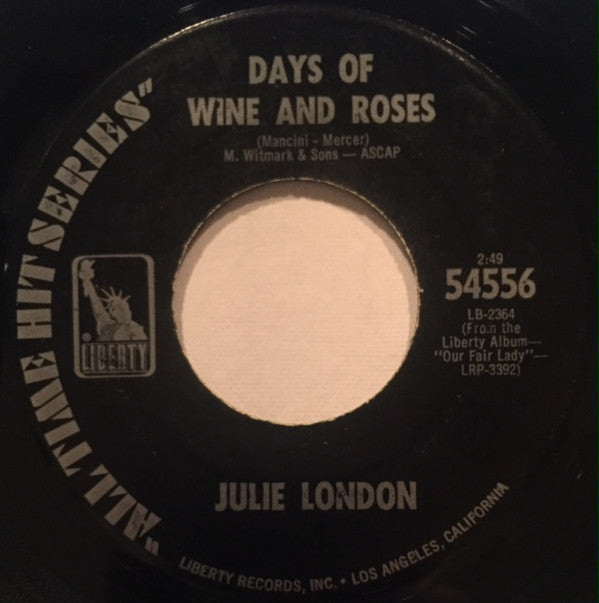 DAYS OF
WINE AND ROSES
(Mancini - Mercer)
M. Witmark & Sons — ASCAP
"ALL TIME HIT SERIES"
® LIBERTY
2:49
54556
LB-2364
(From the
Liberty Album—
"Our Fair Lady"—
LRP-3392)
JULIE LONDON
LIBERTY RECORDS, INC. • LOS ANGELES, CALIFORNIA